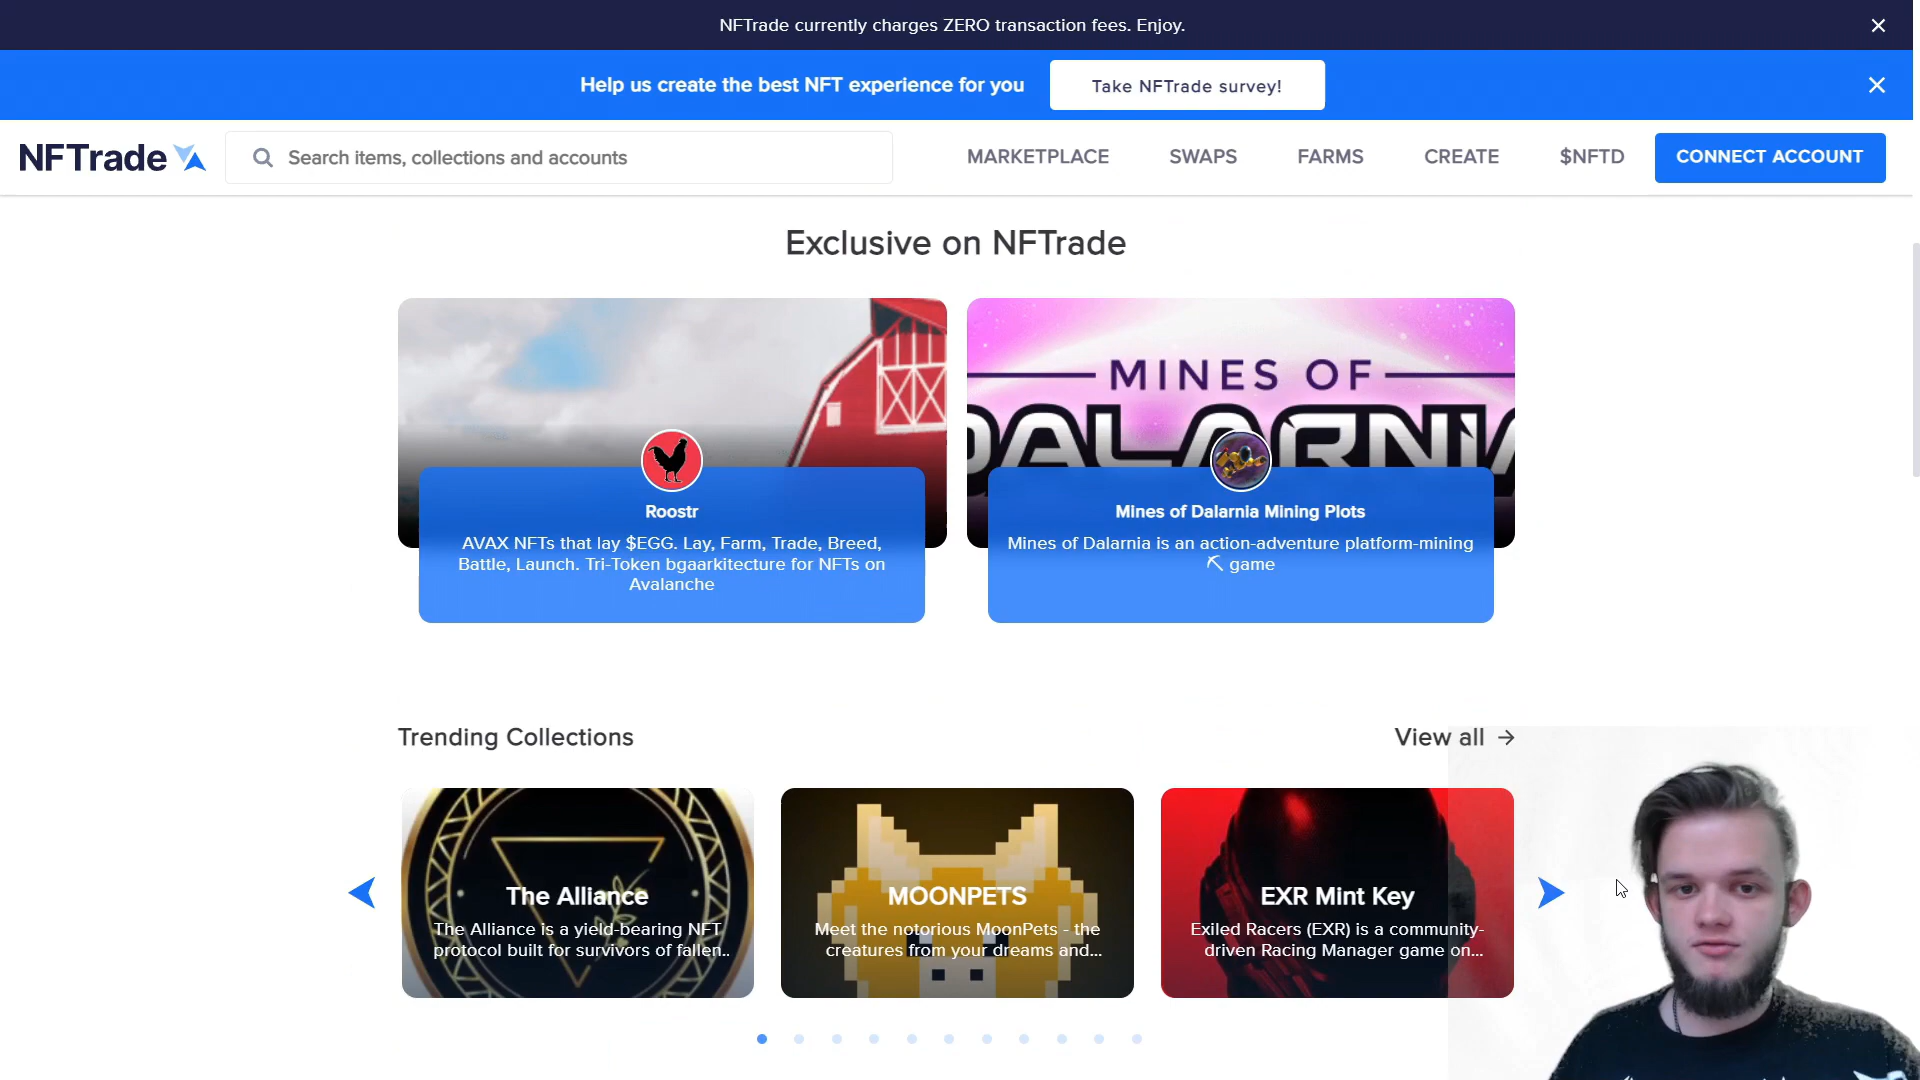 NFTrade currently charges ZERO transaction fees. Enjoy.
Help us create the best NFT experience for you
Take NFTrade survey!
NFTrade
Search items, collections and accounts
MARKETPLACE
SWAPS
FARMS
CREATE
$NFTD
CONNECT ACCOUNT
Exclusive on NFTrade
MINES OF
DALARNIA
Roostr
AVAX NFTs that lay $EGG. Lay, Farm, Trade, Breed,
Battle, Launch. Tri-Token bgaarkitecture for NFTs on
Avalanche
Mines of Dalarnia Mining Plots
Mines of Dalarnia is an action-adventure platform-mining
⛏ game
Trending Collections
View all →
The Alliance
The Alliance is a yield-bearing NFT
protocol built for survivors of fallen..
MOONPETS
Meet the notorious MoonPets - the
creatures from your dreams and...
EXR Mint Key
Exiled Racers (EXR) is a community-
driven Racing Manager game on...